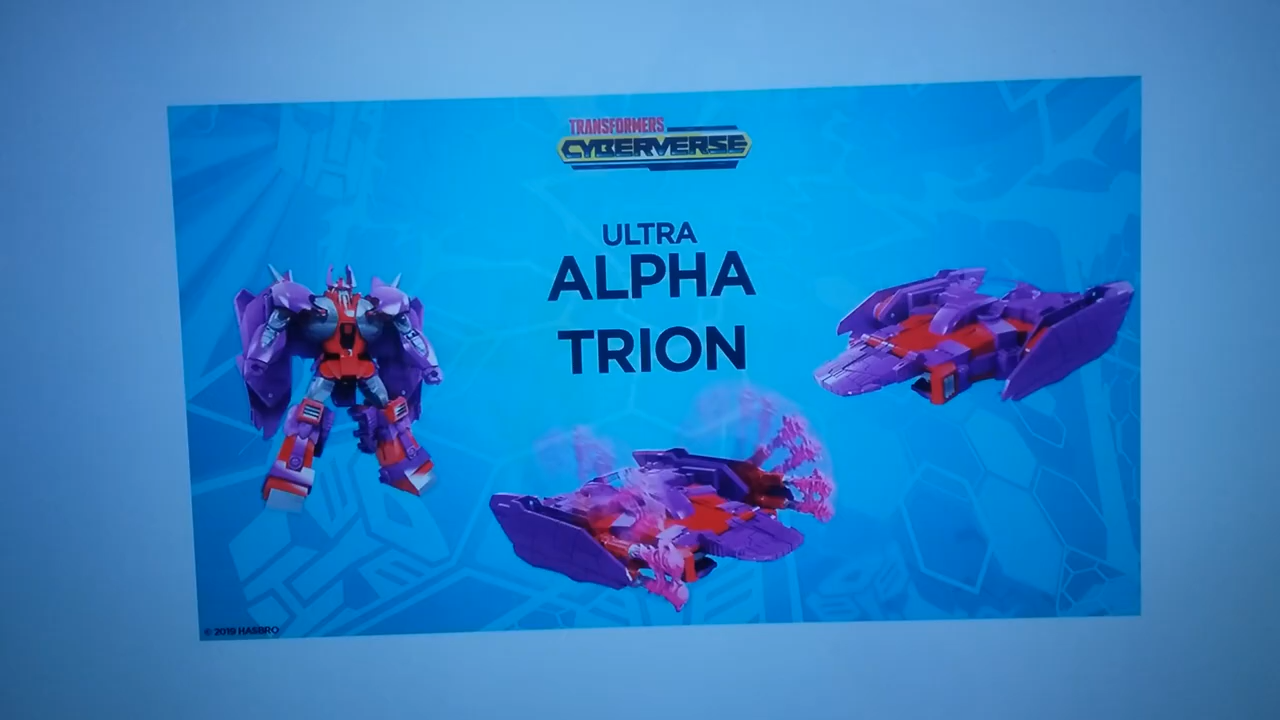 TRANSFORMERS
CYBERVERSE
ULTRA
ALPHA
TRION
© 2019 HASBRO